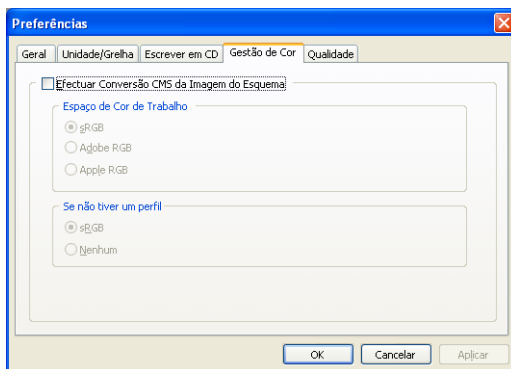 Preferências
Geral Unidade/Grelha Escrever em CD Gestão de Cor Qualidade
Efectuar Conversão CMS da Imagem do Esquema
Espaço de Cor de Trabalho
sRGB
Adobe RGB
Apple RGB
Se não tiver um perfil
sRGB
Nenhum
OK Cancelar Aplicar